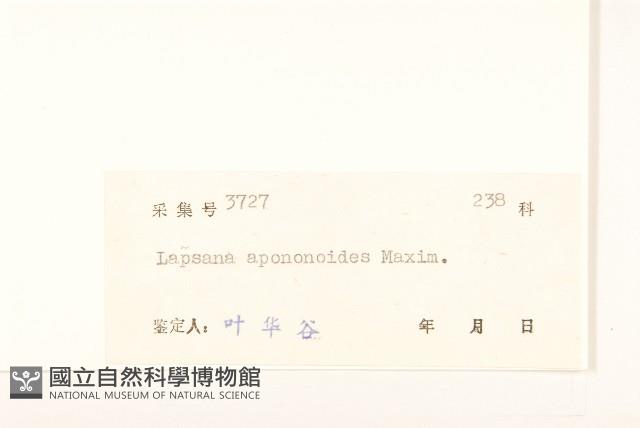 采集号 3727 238 科
Lapsana apononoides Maxim.
鉴定人: 叶华谷 年 月 日
國立自然科學博物館
NATIONAL MUSEUM OF NATURAL SCIENCE